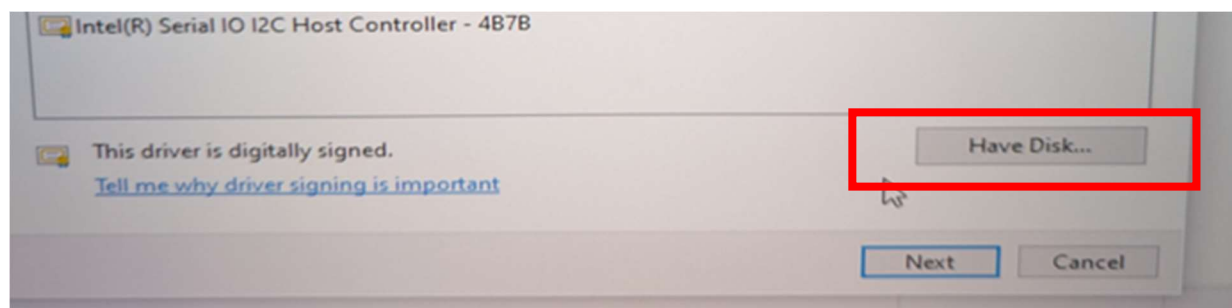 Intel(R) Serial IO I2C Host Controller - 4B7B
This driver is digitally signed.
Have Disk...
Tell me why driver signing is important
Next
Cancel